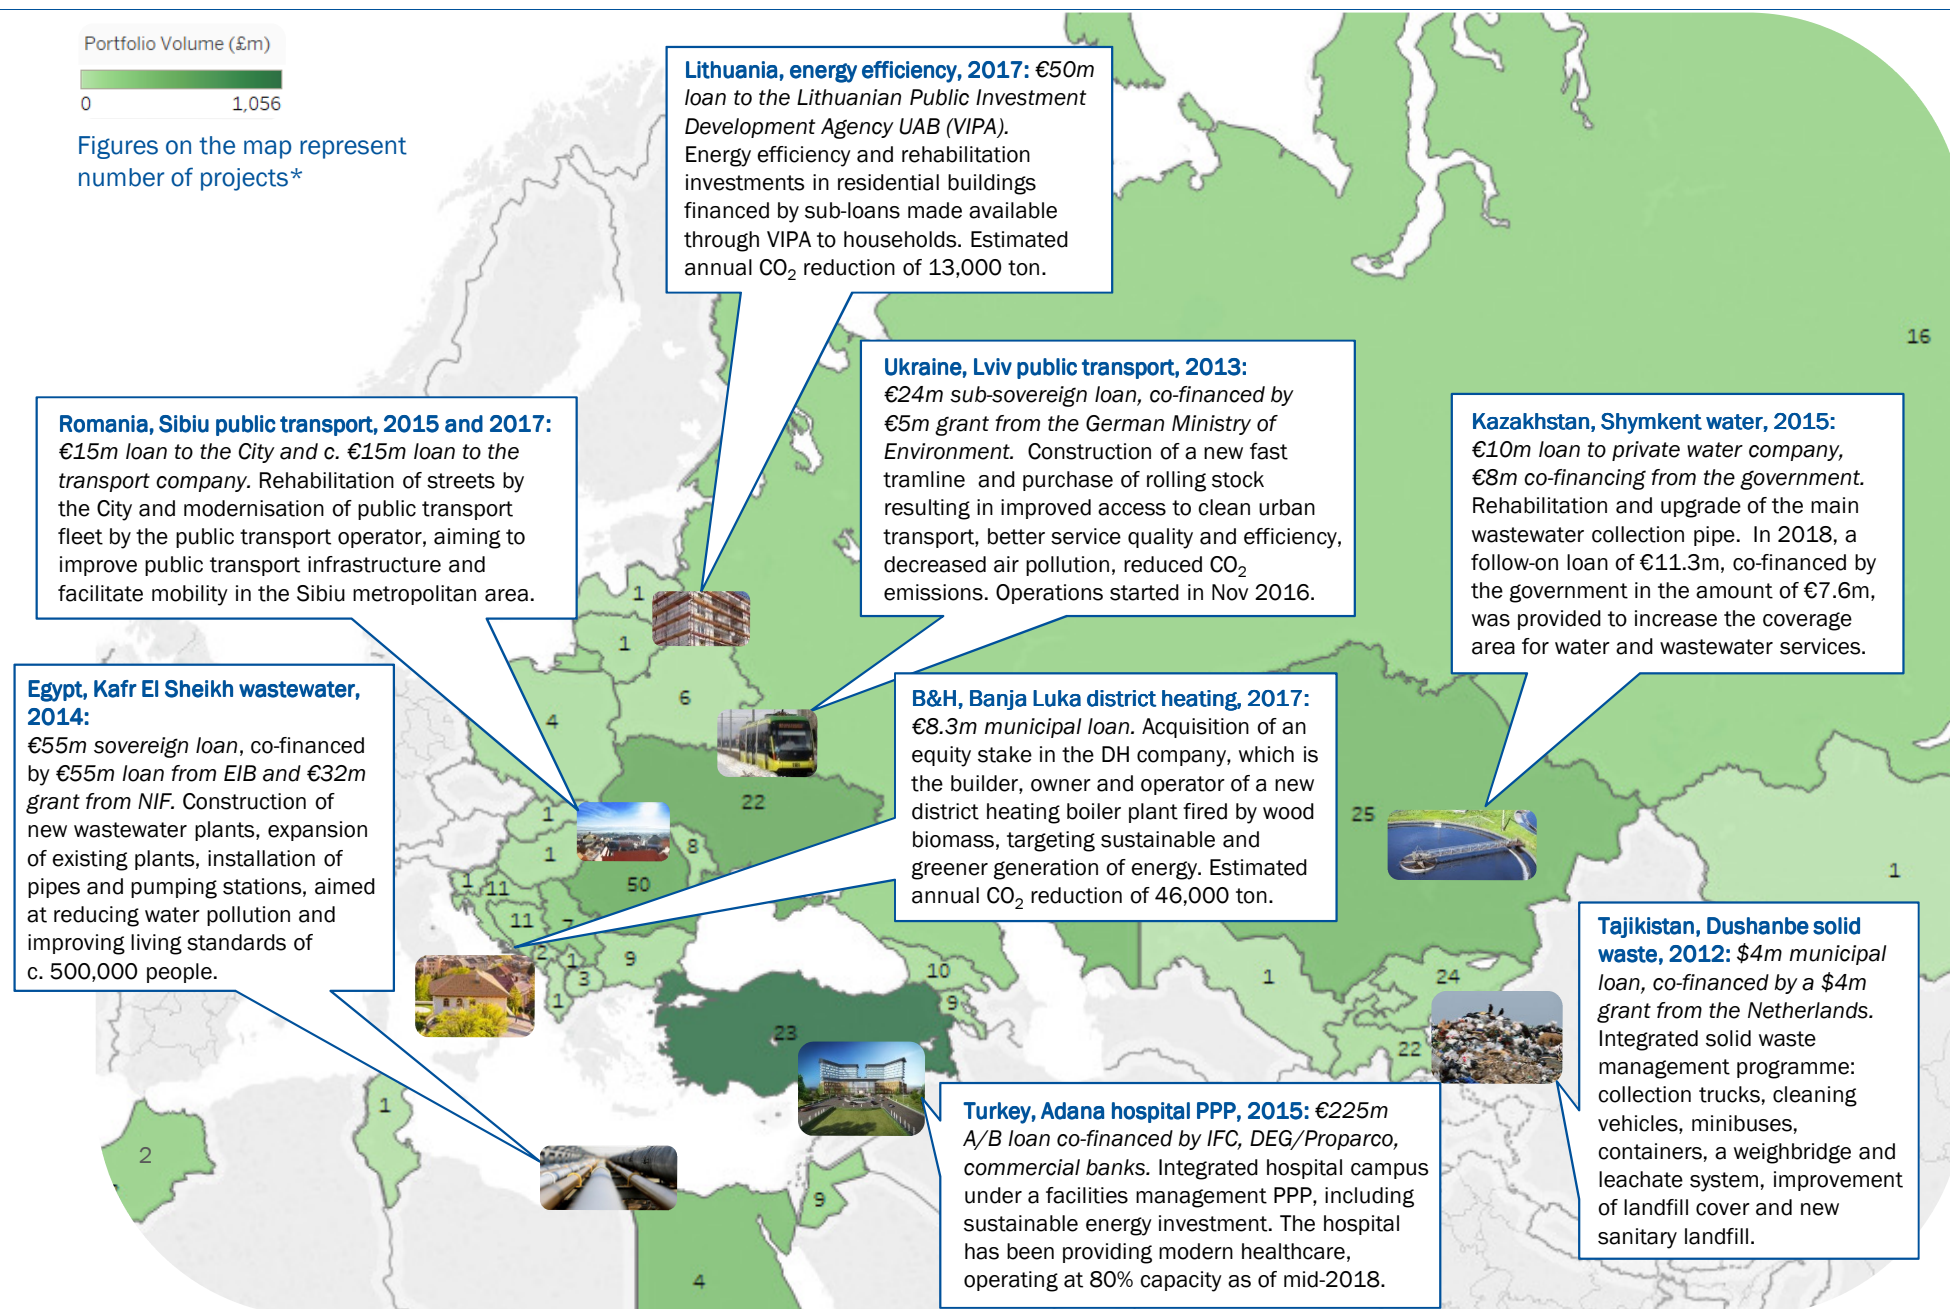 Portfolio Volume (£m)
0 1,056
Figures on the map represent
number of projects*
Lithuania, energy efficiency, 2017: €50m
loan to the Lithuanian Public Investment
Development Agency UAB (VIPA).
Energy efficiency and rehabilitation
investments in residential buildings
financed by sub-loans made available
through VIPA to households. Estimated
annual CO₂ reduction of 13,000 ton.
Ukraine, Lviv public transport, 2013:
€24m sub-sovereign loan, co-financed by
€5m grant from the German Ministry of
Environment. Construction of a new fast
tramline and purchase of rolling stock
resulting in improved access to clean urban
transport, better service quality and efficiency,
decreased air pollution, reduced CO₂
emissions. Operations started in Nov 2016.
Romania, Sibiu public transport, 2015 and 2017:
€15m loan to the City and c. €15m loan to the
transport company. Rehabilitation of streets by
the City and modernisation of public transport
fleet by the public transport operator, aiming to
improve public transport infrastructure and
facilitate mobility in the Sibiu metropolitan area.
Kazakhstan, Shymkent water, 2015:
€10m loan to private water company,
€8m co-financing from the government.
Rehabilitation and upgrade of the main
wastewater collection pipe. In 2018, a
follow-on loan of €11.3m, co-financed by
the government in the amount of €7.6m,
was provided to increase the coverage
area for water and wastewater services.
Egypt, Kafr El Sheikh wastewater,
2014:
€55m sovereign loan, co-financed
by €55m loan from EIB and €32m
grant from NIF. Construction of
new wastewater plants, expansion
of existing plants, installation of
pipes and pumping stations, aimed
at reducing water pollution and
improving living standards of
c. 500,000 people.
B&H, Banja Luka district heating, 2017:
€8.3m municipal loan. Acquisition of an
equity stake in the DH company, which is
the builder, owner and operator of a new
district heating boiler plant fired by wood
biomass, targeting sustainable and
greener generation of energy. Estimated
annual CO₂ reduction of 46,000 ton.
Tajikistan, Dushanbe solid
waste, 2012: $4m municipal
loan, co-financed by a $4m
grant from the Netherlands.
Integrated solid waste
management programme:
collection trucks, cleaning
vehicles, minibuses,
containers, a weighbridge and
leachate system, improvement
of landfill cover and new
sanitary landfill.
Turkey, Adana hospital PPP, 2015: €225m
A/B loan co-financed by IFC, DEG/Proparco,
commercial banks. Integrated hospital campus
under a facilities management PPP, including
sustainable energy investment. The hospital
has been providing modern healthcare,
operating at 80% capacity as of mid-2018.
16
1
1
6
4
22
1
8
1
25
1
1
11
50
11
7
2
1
9
3
1
10
9
1
24
22
23
1
2
9
4